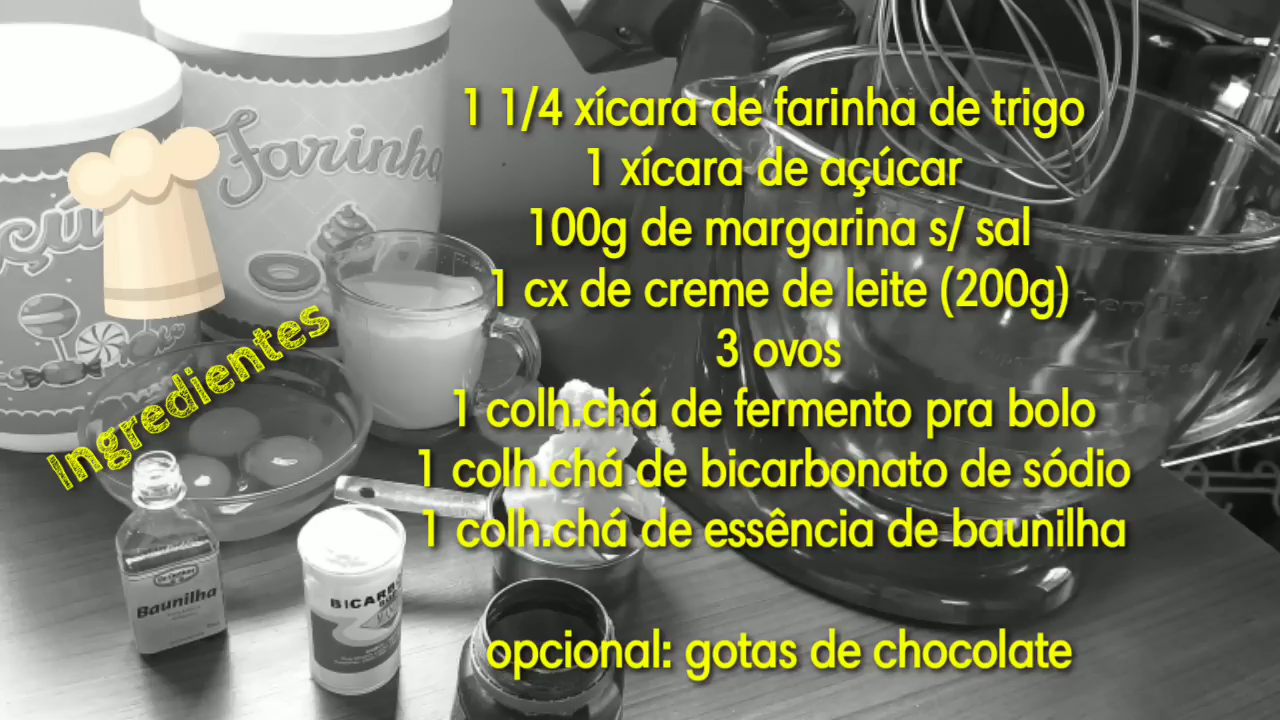 1 1/4 xícara de farinha de trigo
1 xícara de açúcar
100g de margarina s/ sal
1 cx de creme de leite (200g)
3 ovos
1 colh.chá de fermento pra bolo
1 colh.chá de bicarbonato de sódio
1 colh.chá de essência de baunilha
opcional: gotas de chocolate
Ingredientes
Farinha
Baunilha